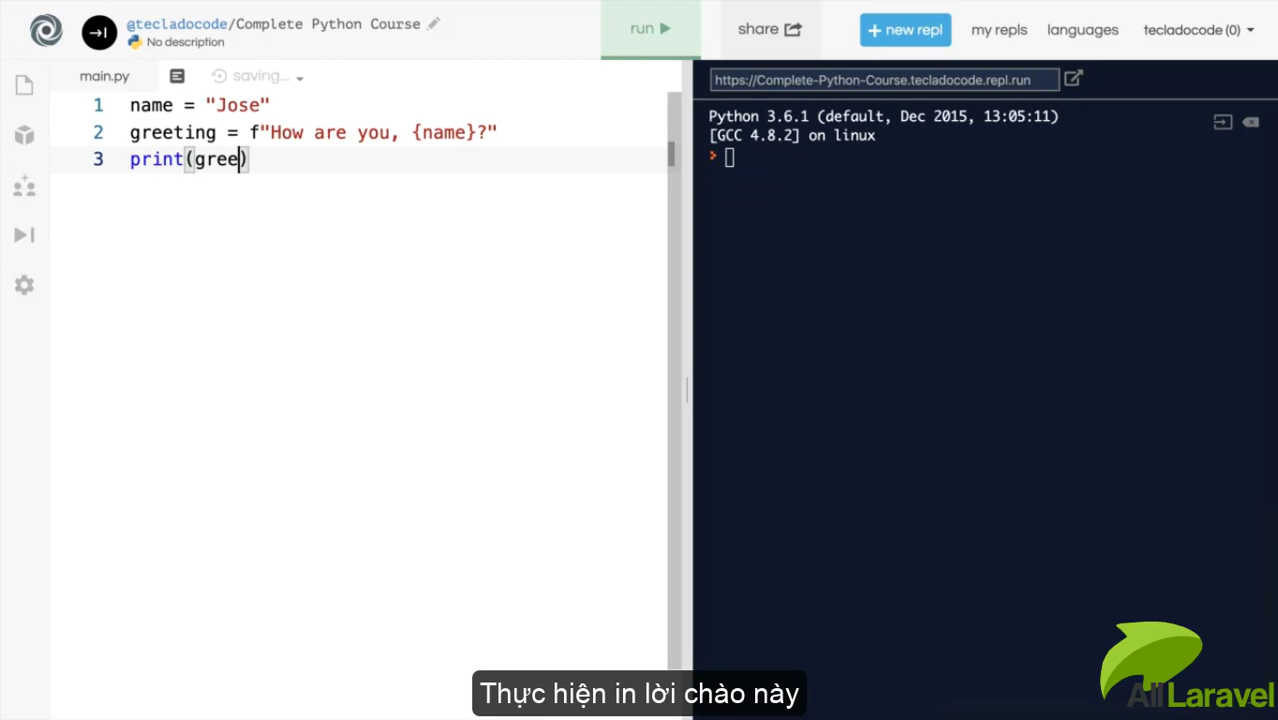 @tecladocode/Complete Python Course
No description
run
share
+ new repl
my repls
languages
tecladocode (0)
main.py
saving...
https://Complete-Python-Course.tecladocode.repl.run
1 name = "Jose"
2 greeting = f"How are you, {name}?"
3 print(gree)
Python 3.6.1 (default, Dec 2015, 13:05:11)
[GCC 4.8.2] on linux
>
Thực hiện in lời chào này
AllLaravel